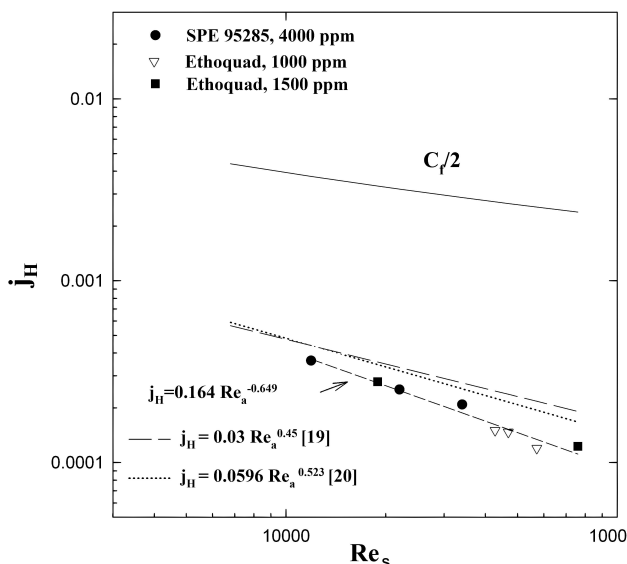 SPE 95285, 4000 ppm
Ethoquad, 1000 ppm
Ethoquad, 1500 ppm
0.01
C_f/2
j_H
0.001
j_H=0.164 Re_a^-0.649
j_H = 0.03 Re_a^0.45 [19]
j_H = 0.0596 Re_a^0.523 [20]
0.0001
10000
1000
Re_s